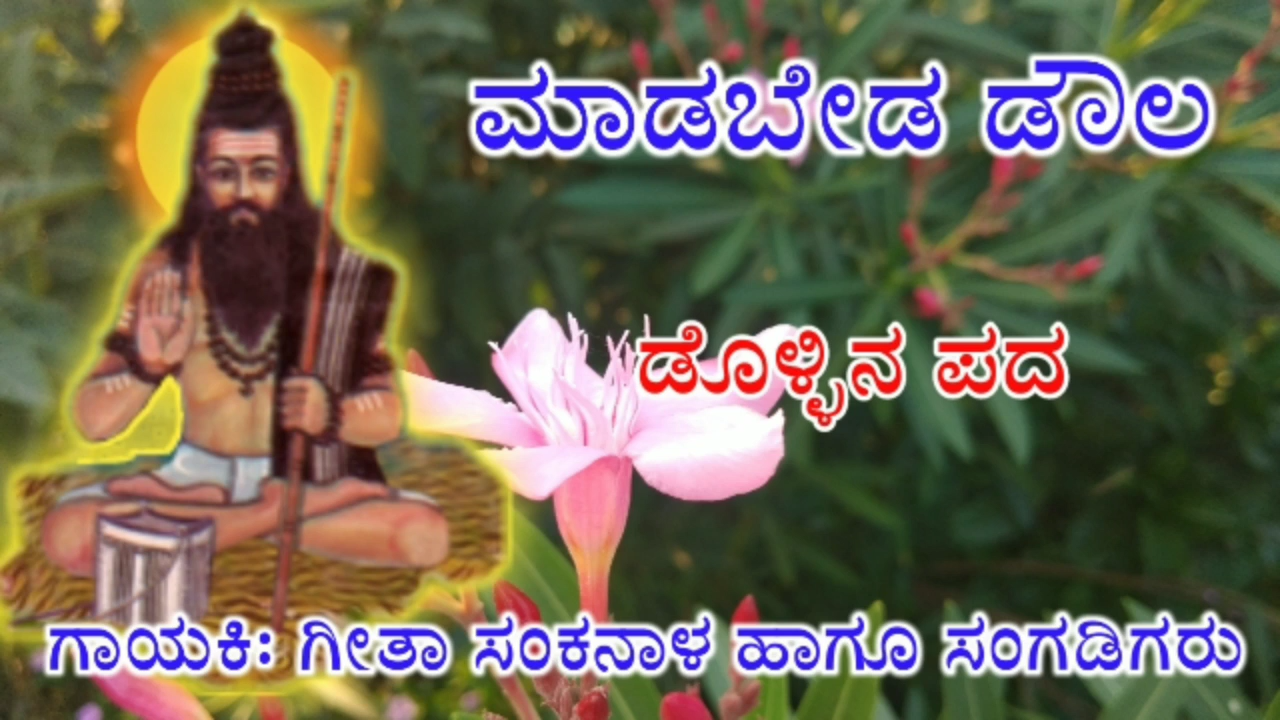 ಮಾಡಬೇಡ ಡೌಲ
ಡೊಳ್ಳಿನ ಪದ
ಗಾಯಕಿಃ ಗೀತಾ ಸಂಕನಾಳ ಹಾಗೂ ಸಂಗಡಿಗರು